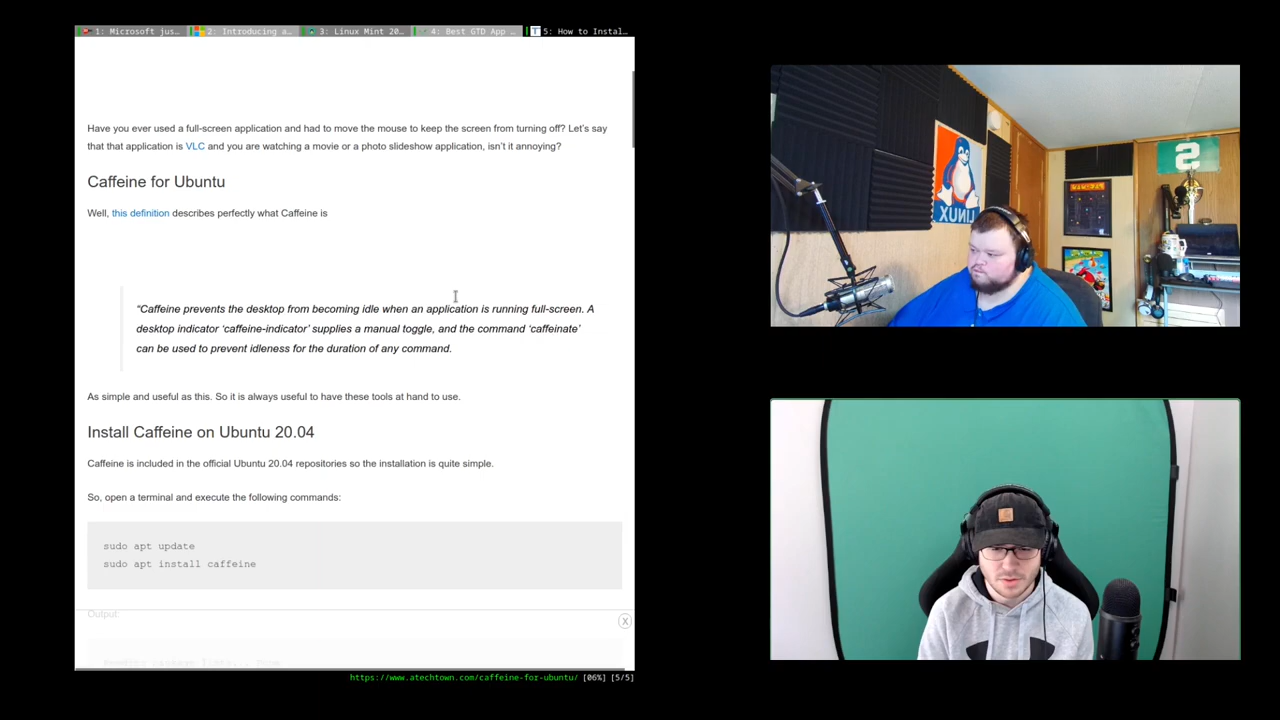 1: Microsoft jus…
2: Introducing a…
3: Linux Mint 20…
4: Best GTD App …
5: How to Instal…
Have you ever used a full-screen application and had to move the mouse to keep the screen from turning off? Let's say
that that application is VLC and you are watching a movie or a photo slideshow application, isn't it annoying?
Caffeine for Ubuntu
Well, this definition describes perfectly what Caffeine is
“Caffeine prevents the desktop from becoming idle when an application is running full-screen. A
desktop indicator ‘caffeine-indicator’ supplies a manual toggle, and the command ‘caffeinate’
can be used to prevent idleness for the duration of any command.
As simple and useful as this. So it is always useful to have these tools at hand to use.
Install Caffeine on Ubuntu 20.04
Caffeine is included in the official Ubuntu 20.04 repositories so the installation is quite simple.
So, open a terminal and execute the following commands:
sudo apt update
sudo apt install caffeine
Output:
X
https://www.atechtown.com/caffeine-for-ubuntu/ [06%] [5/5]
LINUX